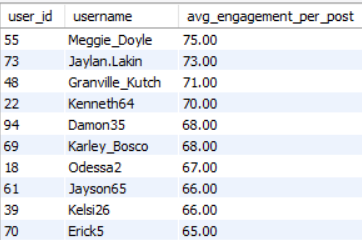 user_id username avg_engagement_per_post
55 Meggie_Doyle 75.00
73 Jaylan.Lakin 73.00
48 Granville_Kutch 71.00
22 Kenneth64 70.00
94 Damon35 68.00
69 Karley_Bosco 68.00
18 Odessa2 67.00
61 Jayson65 66.00
39 Kelsi26 66.00
70 Erick5 65.00